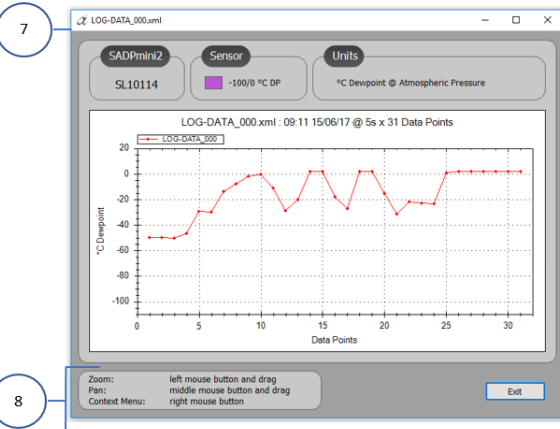 7
LOG-DATA_000.xml
SADPmini2
SL10114
Sensor
-100/0 °C DP
Units
°C Dewpoint @ Atmospheric Pressure
LOG-DATA_000.xml : 09:11 15/06/17 @ 5s x 31 Data Points
LOG-DATA_000
20
0
-20
-40
-60
-80
-100
°C Dewpoint
0 5 10 15 20 25 30
Data Points
8
Zoom: left mouse button and drag
Pan: middle mouse button and drag
Context Menu: right mouse button
Exit